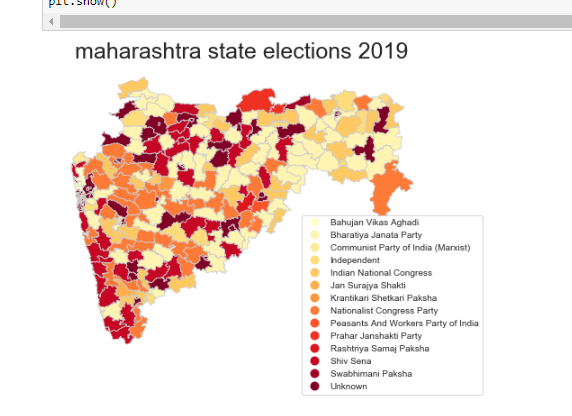 plt.show()
maharashtra state elections 2019
Bahujan Vikas Aghadi
Bharatiya Janata Party
Communist Party of India (Marxist)
Independent
Indian National Congress
Jan Surajya Shakti
Krantikari Shetkari Paksha
Nationalist Congress Party
Peasants And Workers Party of India
Prahar Janshakti Party
Rashtriya Samaj Paksha
Shiv Sena
Swabhimani Paksha
Unknown